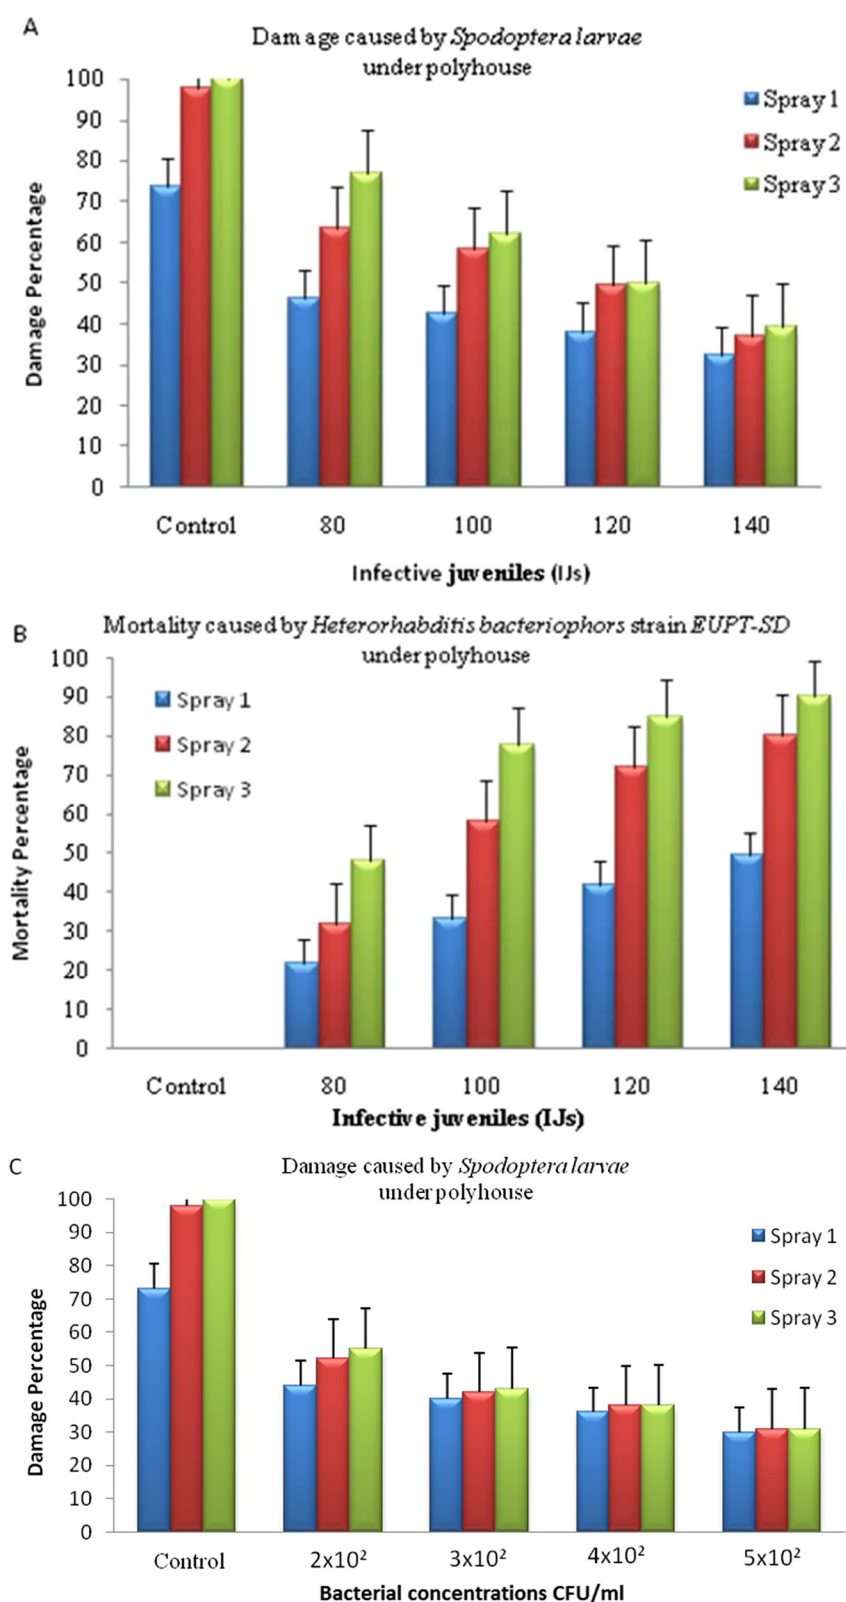 A
Damage caused by Spodoptera larvae
under polyhouse
100
90
80
70
60
50
40
30
20
10
0
Damage Percentage
Spray 1
Spray 2
Spray 3
Control 80 100 120 140
Infective juveniles (IJs)
B
Mortality caused by Heterorhabditis bacteriophors strain EUPT-SD
under polyhouse
100
90
80
70
60
50
40
30
20
10
0
Mortality Percentage
Spray 1
Spray 2
Spray 3
Control 80 100 120 140
Infective juveniles (IJs)
C
Damage caused by Spodoptera larvae
under polyhouse
100
90
80
70
60
50
40
30
20
10
0
Damage Percentage
Spray 1
Spray 2
Spray 3
Control 2x10² 3x10² 4x10² 5x10²
Bacterial concentrations CFU/ml